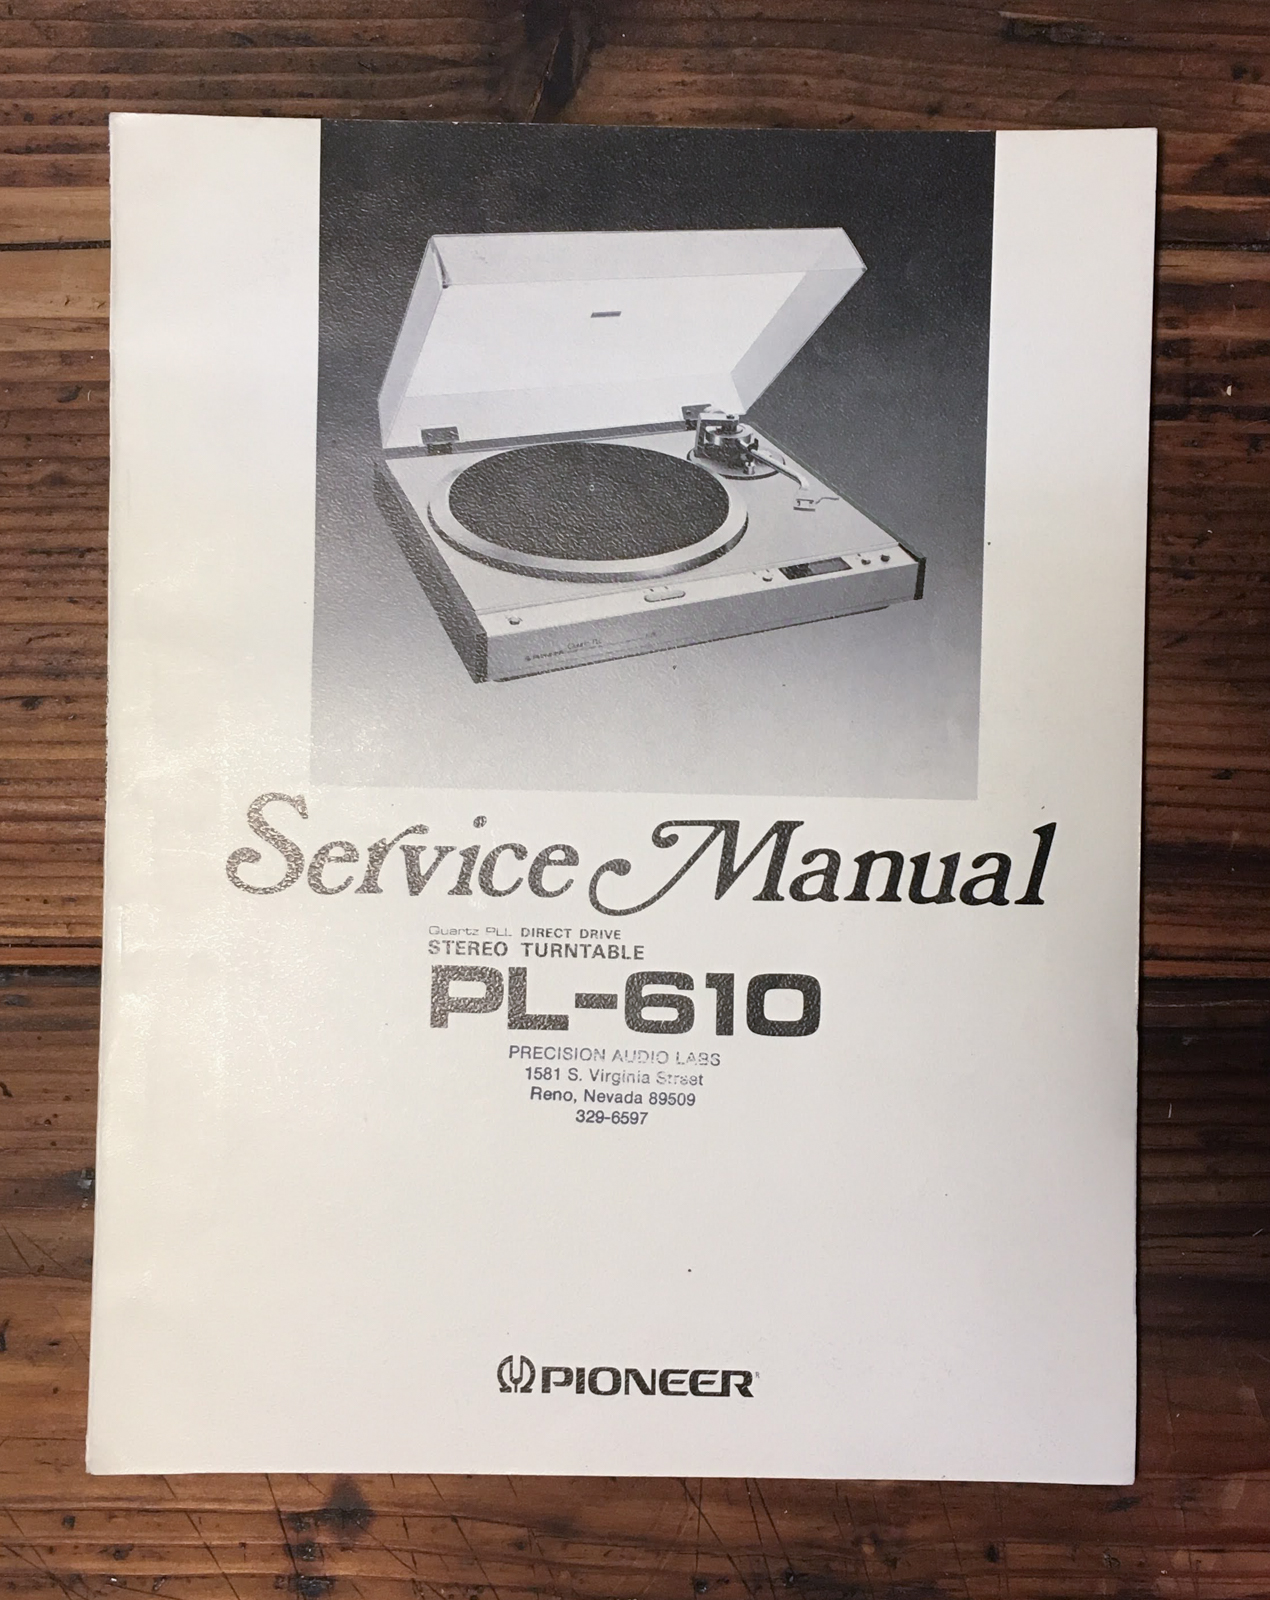 Service Manual
Quartz PLL DIRECT DRIVE
STEREO TURNTABLE
PL-610
PRECISION AUDIO LABS
1581 S. Virginia Street
Reno, Nevada 89509
329-6597
PIONEER®